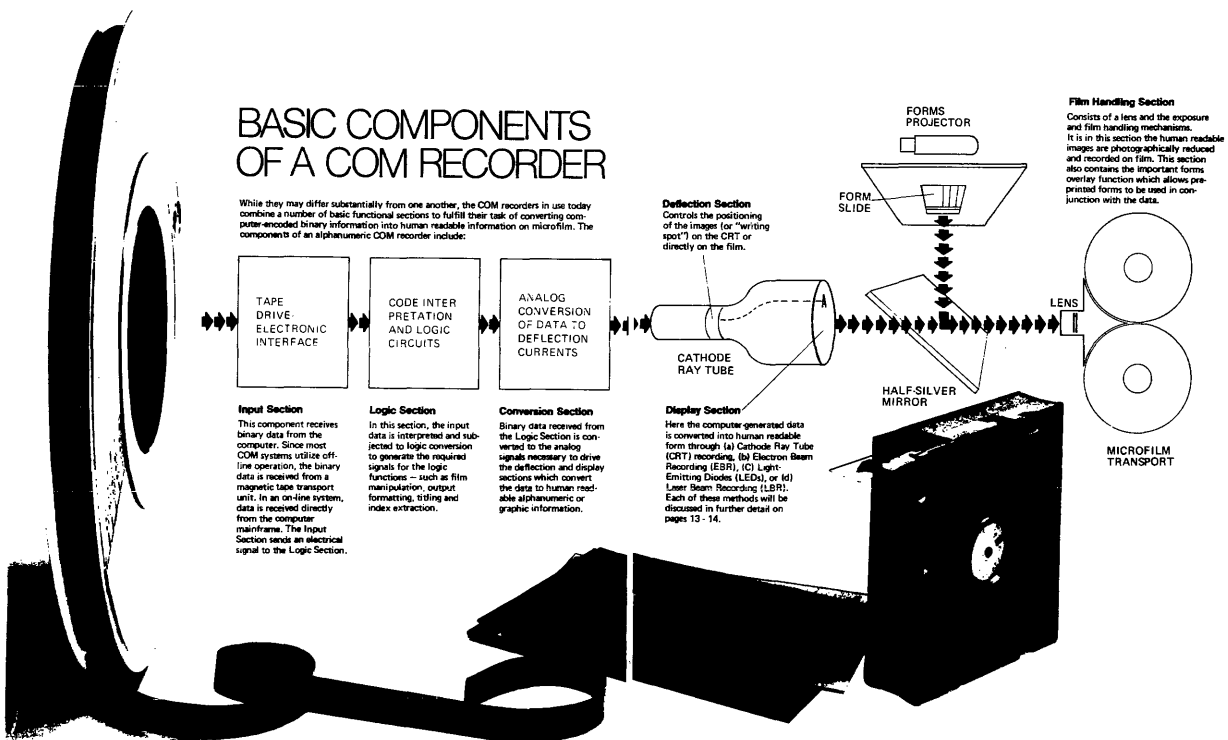 BASIC COMPONENTS
OF A COM RECORDER
While they may differ substantially from one another, the COM recorders in use today
combine a number of basic functional sections to fulfill their task of converting com-
puter-encoded binary information into human readable information on microfilm. The
components of an alphanumeric COM recorder include:
TAPE
DRIVE-
ELECTRONIC
INTERFACE
CODE INTER
PRETATION
AND LOGIC
CIRCUITS
ANALOG
CONVERSION
OF DATA TO
DEFLECTION
CURRENTS
Input Section
This component receives
binary data from the
computer. Since most
COM systems utilize off-
line operation, the binary
data is received from a
magnetic tape transport
unit. In an on-line system,
data is received directly
from the computer
mainframe. The Input
Section sends an electrical
signal to the Logic Section.
Logic Section
In this section, the input
data is interpreted and sub-
jected to logic conversion
to generate the required
signals for the logic
functions — such as film
manipulation, output
formatting, titling and
index extraction.
Conversion Section
Binary data received from
the Logic Section is con-
verted to the analog
signals necessary to drive
the deflection and display
sections which convert
the data to human read-
able alphanumeric or
graphic information.
Deflection Section
Controls the positioning
of the images (or "writing
spot") on the CRT or
directly on the film.
A
CATHODE
RAY TUBE
Display Section
Here the computer-generated data
is converted into human readable
form through (a) Cathode Ray Tube
(CRT) recording, (b) Electron Beam
Recording (EBR), (C) Light-
Emitting Diodes (LEDs), or (d)
Laser Beam Recording (LBR).
Each of these methods will be
discussed in further detail on
pages 13 - 14.
FORMS
PROJECTOR
FORM
SLIDE
HALF-SILVER
MIRROR
Film Handling Section
Consists of a lens and the exposure
and film handling mechanisms.
It is in this section the human readable
images are photographically reduced
and recorded on film. This section
also contains the important forms
overlay function which allows pre-
printed forms to be used in con-
junction with the data.
LENS
MICROFILM
TRANSPORT